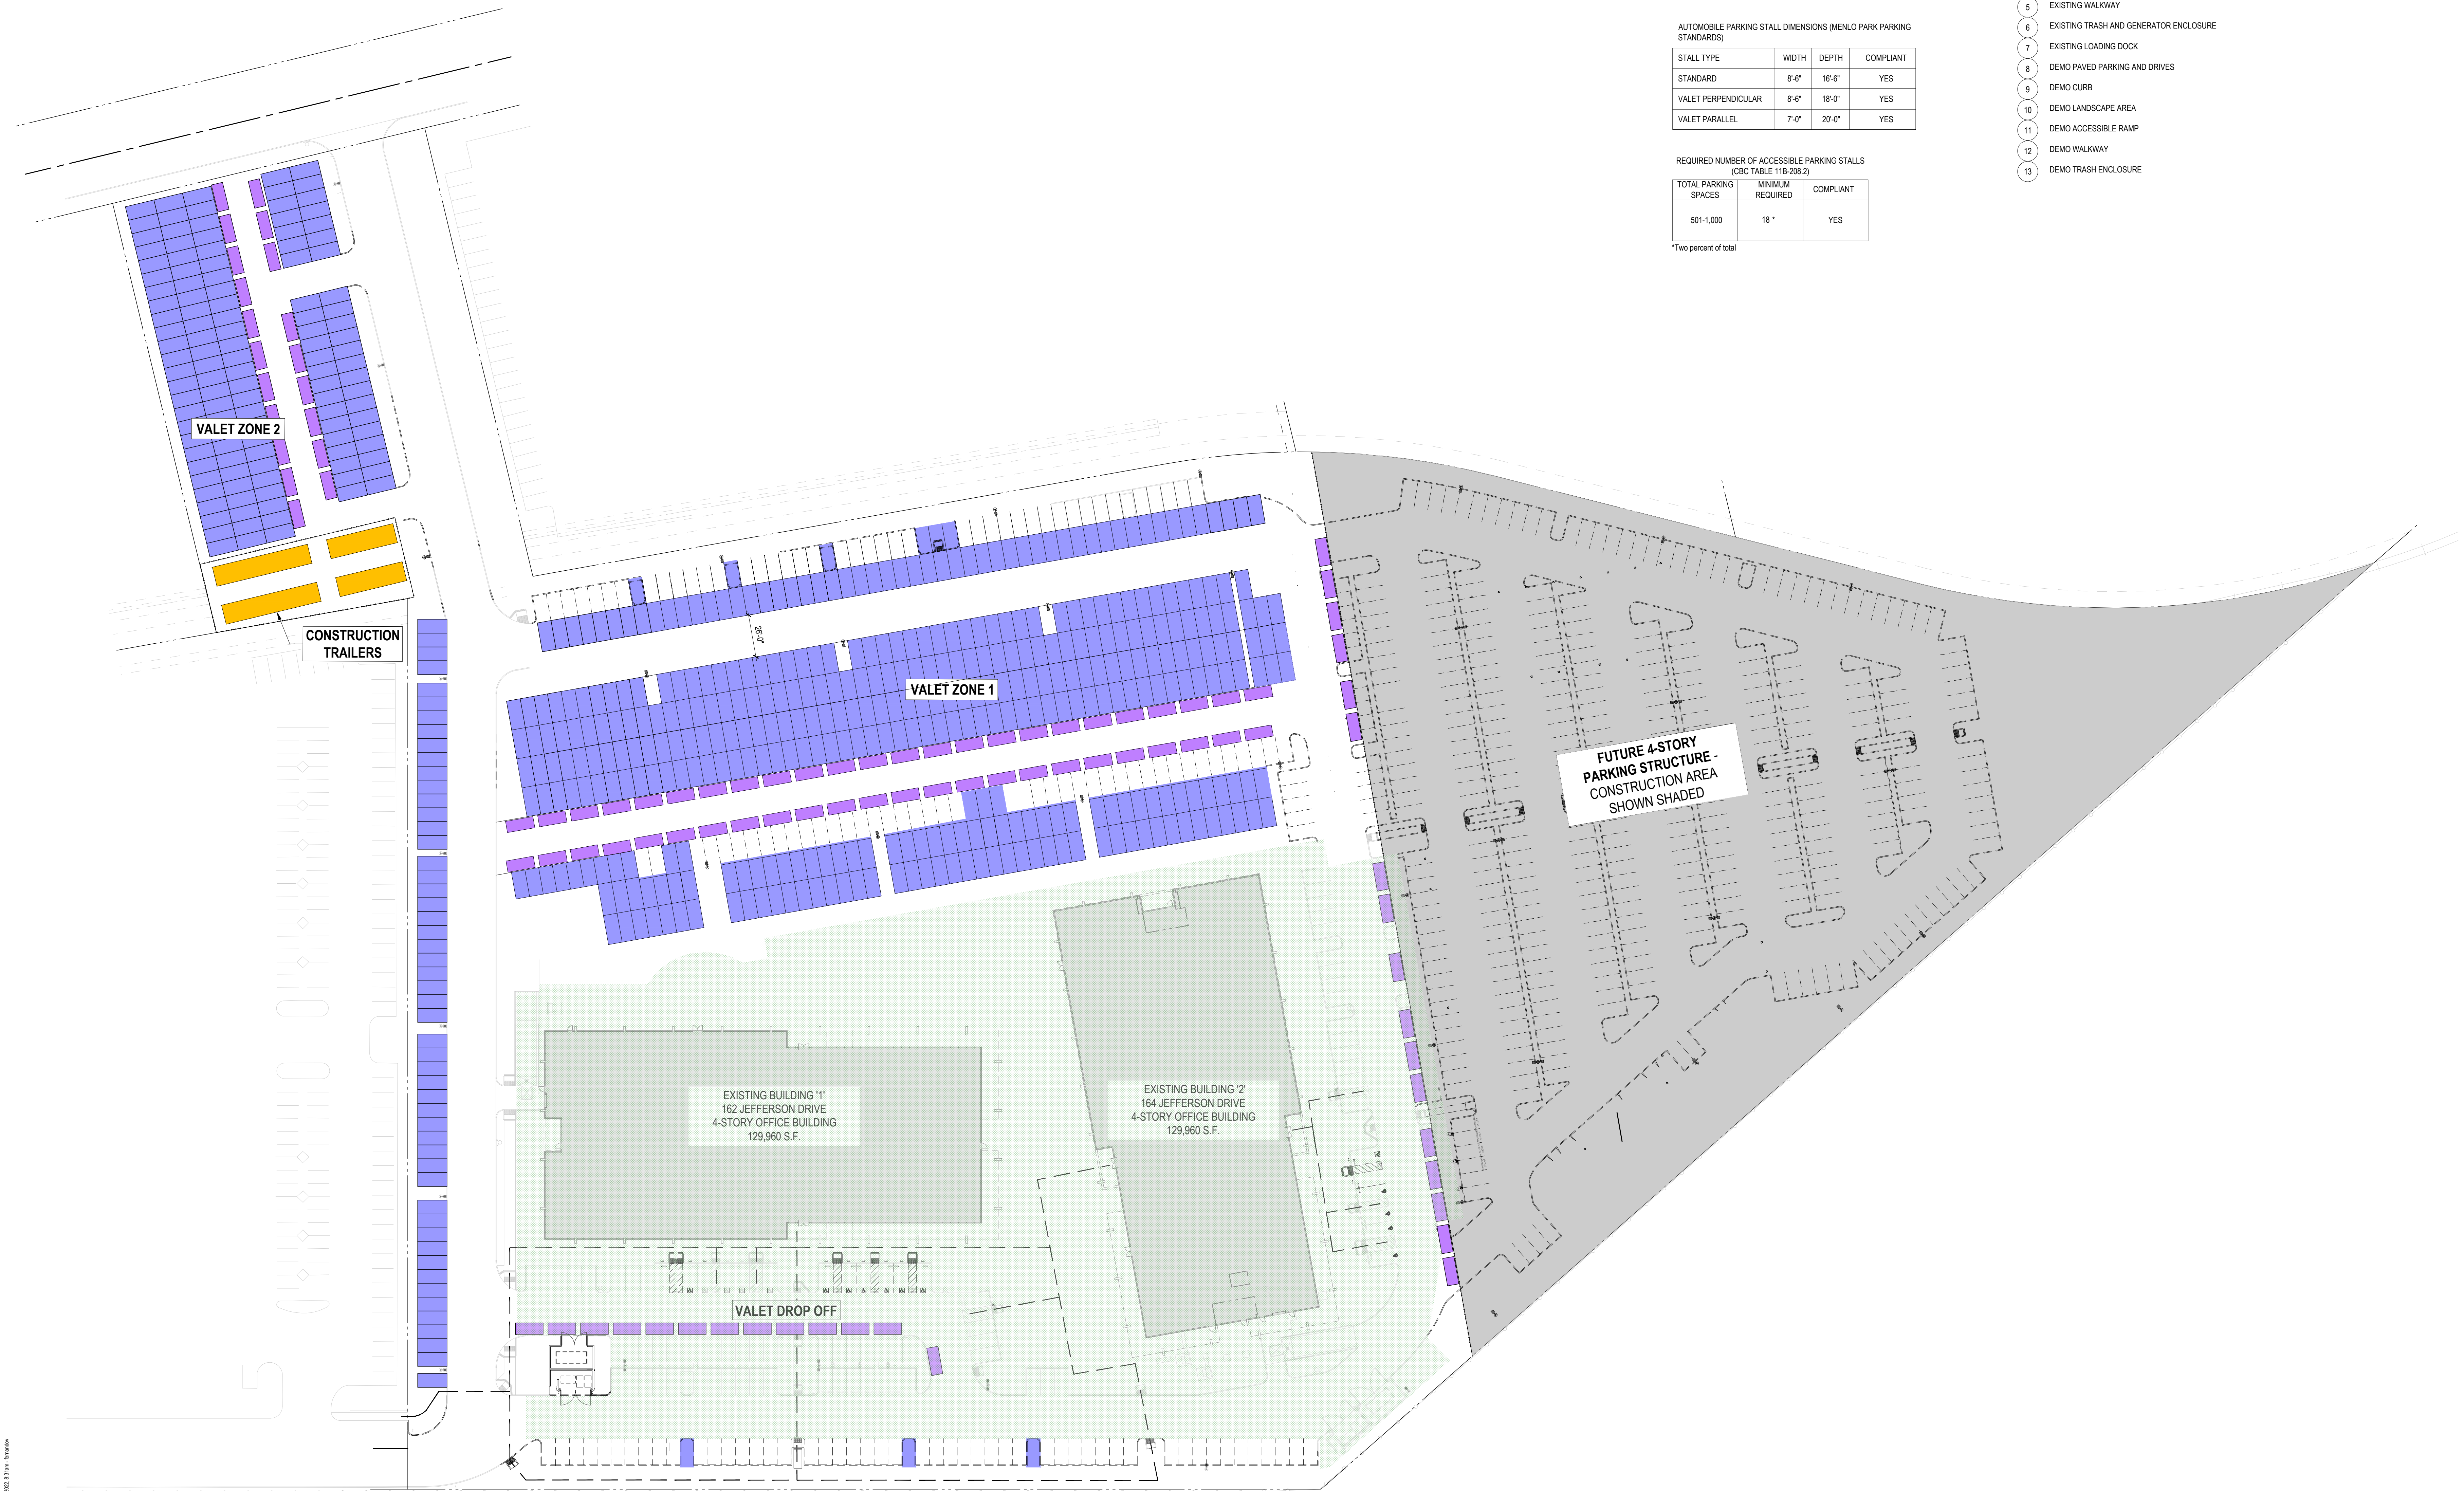 AUTOMOBILE PARKING STALL DIMENSIONS (MENLO PARK PARKING
STANDARDS)
STALL TYPE WIDTH DEPTH COMPLIANT
STANDARD 8'-6" 16'-6" YES
VALET PERPENDICULAR 8'-6" 18'-0" YES
VALET PARALLEL 7'-0" 20'-0" YES
REQUIRED NUMBER OF ACCESSIBLE PARKING STALLS
(CBC TABLE 11B-208.2)
TOTAL PARKING SPACES MINIMUM REQUIRED COMPLIANT
501-1,000 18 * YES
*Two percent of total
5 EXISTING WALKWAY
6 EXISTING TRASH AND GENERATOR ENCLOSURE
7 EXISTING LOADING DOCK
8 DEMO PAVED PARKING AND DRIVES
9 DEMO CURB
10 DEMO LANDSCAPE AREA
11 DEMO ACCESSIBLE RAMP
12 DEMO WALKWAY
13 DEMO TRASH ENCLOSURE
VALET ZONE 2
CONSTRUCTION
TRAILERS
26'-0"
VALET ZONE 1
FUTURE 4-STORY
PARKING STRUCTURE -
CONSTRUCTION AREA
SHOWN SHADED
EXISTING BUILDING '1'
162 JEFFERSON DRIVE
4-STORY OFFICE BUILDING
129,960 S.F.
EXISTING BUILDING '2'
164 JEFFERSON DRIVE
4-STORY OFFICE BUILDING
129,960 S.F.
VALET DROP OFF